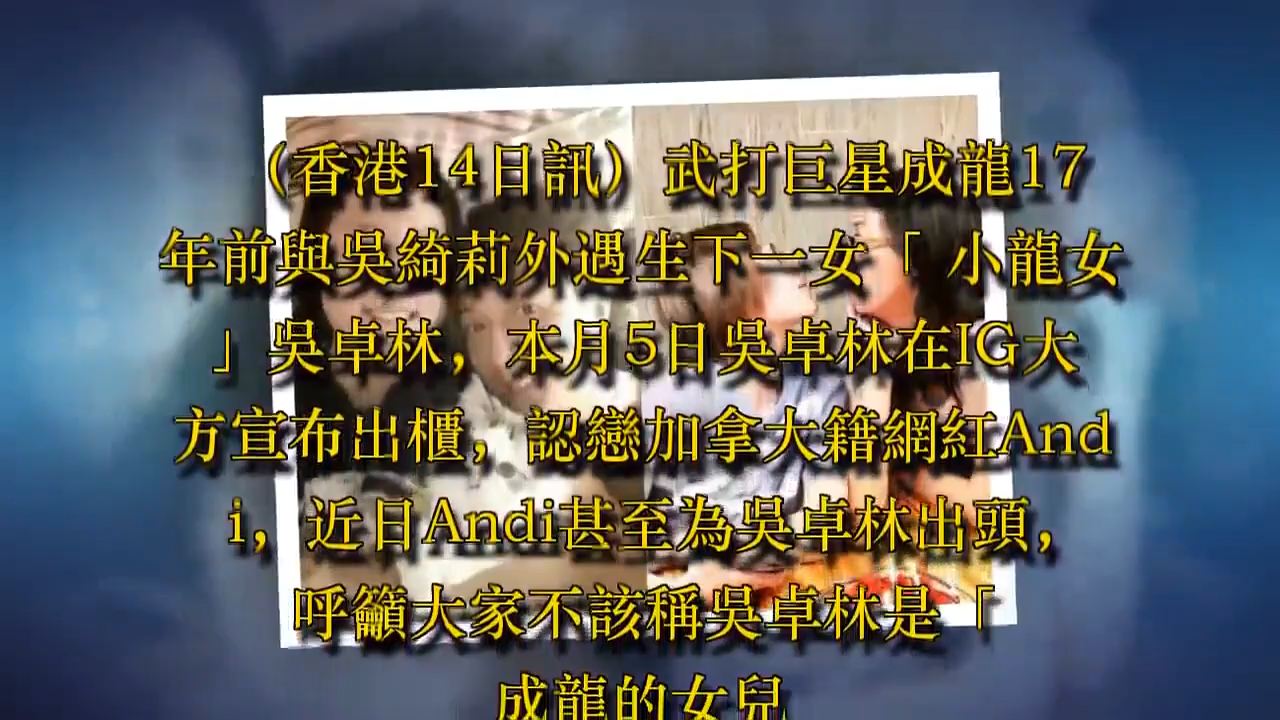 （香港14日訊）武打巨星成龍17
年前與吳綺莉外遇生下一女「小龍女
」吳卓林，本月5日吳卓林在IG大
方宣布出櫃，認戀加拿大籍網紅And
i，近日Andi甚至為吳卓林出頭，
呼籲大家不該稱吳卓林是「
成龍的女兒